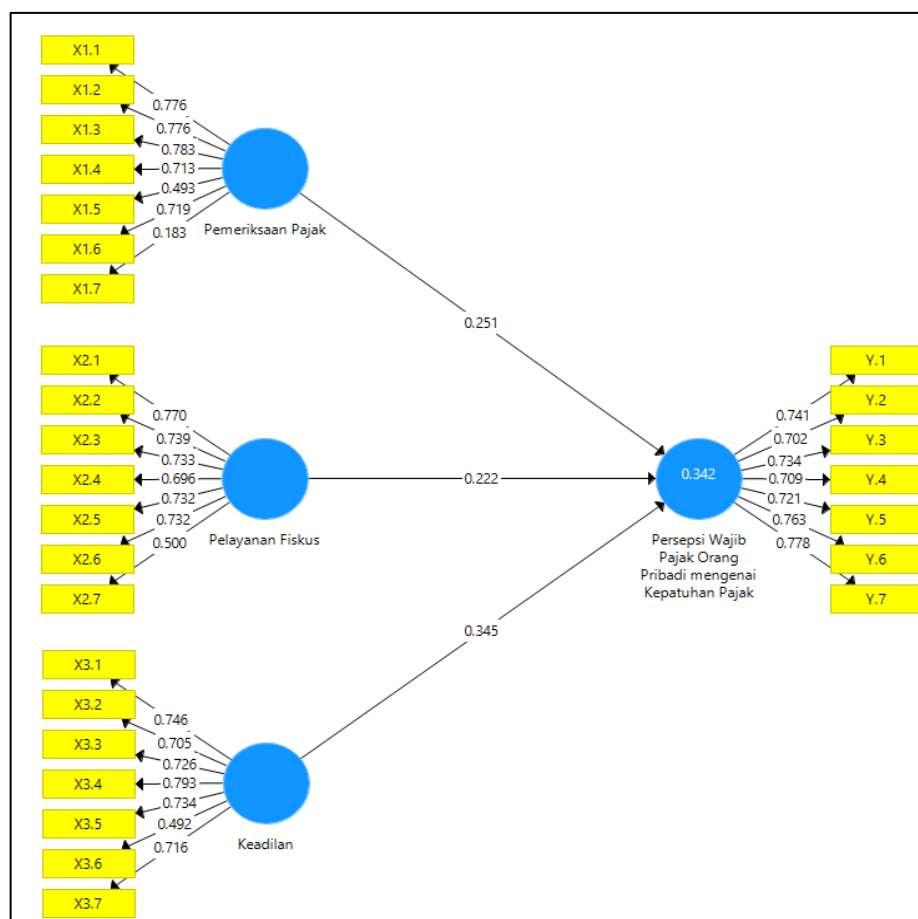 X1.1
X1.2
X1.3
X1.4
X1.5
X1.6
X1.7
0.776
0.776
0.783
0.713
0.493
0.719
0.183
Pemeriksaan Pajak
0.251
X2.1
X2.2
X2.3
X2.4
X2.5
X2.6
X2.7
0.770
0.739
0.733
0.696
0.732
0.732
0.500
Pelayanan Fiskus
0.222
X3.1
X3.2
X3.3
X3.4
X3.5
X3.6
X3.7
0.746
0.705
0.726
0.793
0.734
0.492
0.716
Keadilan
0.345
0.342
Persepsi Wajib
Pajak Orang
Pribadi mengenai
Kepatuhan Pajak
0.741
0.702
0.734
0.709
0.721
0.763
0.778
Y.1
Y.2
Y.3
Y.4
Y.5
Y.6
Y.7